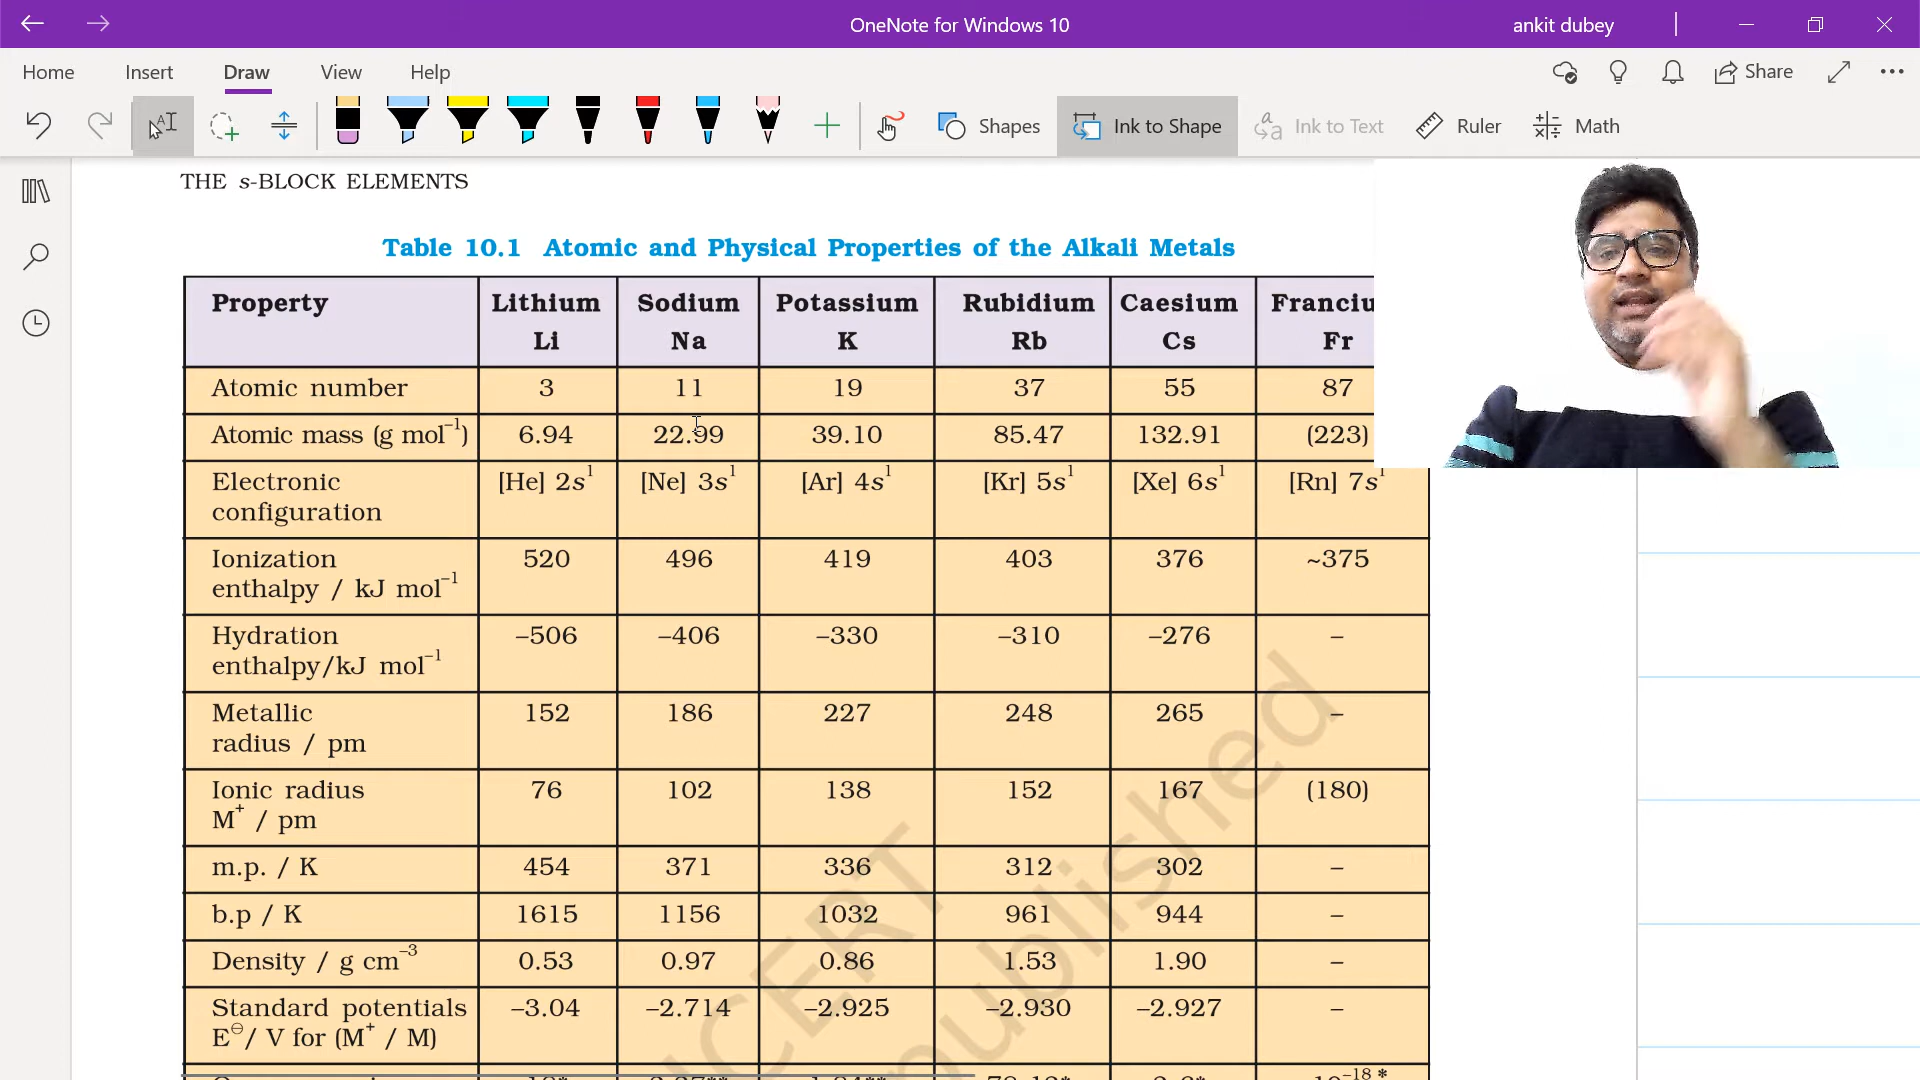 OneNote for Windows 10
ankit dubey
Home Insert Draw View Help
Share
Shapes Ink to Shape Ink to Text Ruler Math
THE s-BLOCK ELEMENTS
Table 10.1 Atomic and Physical Properties of the Alkali Metals
Property Lithium Sodium Potassium Rubidium Caesium Franciu
Li Na K Rb Cs Fr
Atomic number 3 11 19 37 55 87
Atomic mass (g mol⁻¹) 6.94 22.99 39.10 85.47 132.91 (223)
Electronic [He] 2s¹ [Ne] 3s¹ [Ar] 4s¹ [Kr] 5s¹ [Xe] 6s¹ [Rn] 7s¹
configuration
Ionization 520 496 419 403 376 ~375
enthalpy / kJ mol⁻¹
Hydration –506 –406 –330 –310 –276 –
enthalpy/kJ mol⁻¹
Metallic 152 186 227 248 265 –
radius / pm
Ionic radius 76 102 138 152 167 (180)
M⁺ / pm
m.p. / K 454 371 336 312 302 –
b.p / K 1615 1156 1032 961 944 –
Density / g cm⁻³ 0.53 0.97 0.86 1.53 1.90 –
Standard potentials –3.04 –2.714 –2.925 –2.930 –2.927 –
E⊖/ V for (M⁺ / M)
published